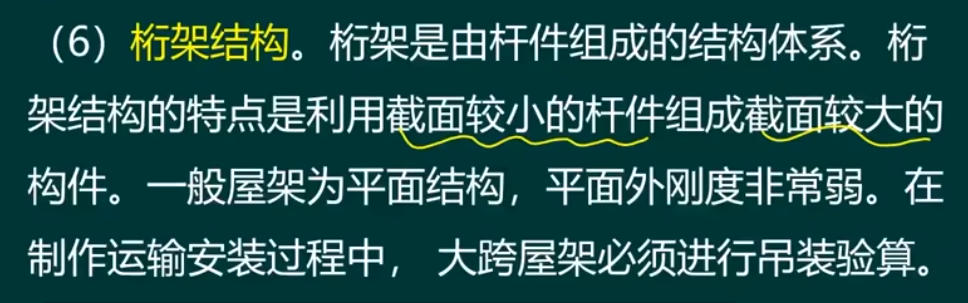 （6）桁架结构。桁架是由杆件组成的结构体系。桁
架结构的特点是利用截面较小的杆件组成截面较大的
构件。一般屋架为平面结构，平面外刚度非常弱。在
制作运输安装过程中， 大跨屋架必须进行吊装验算。